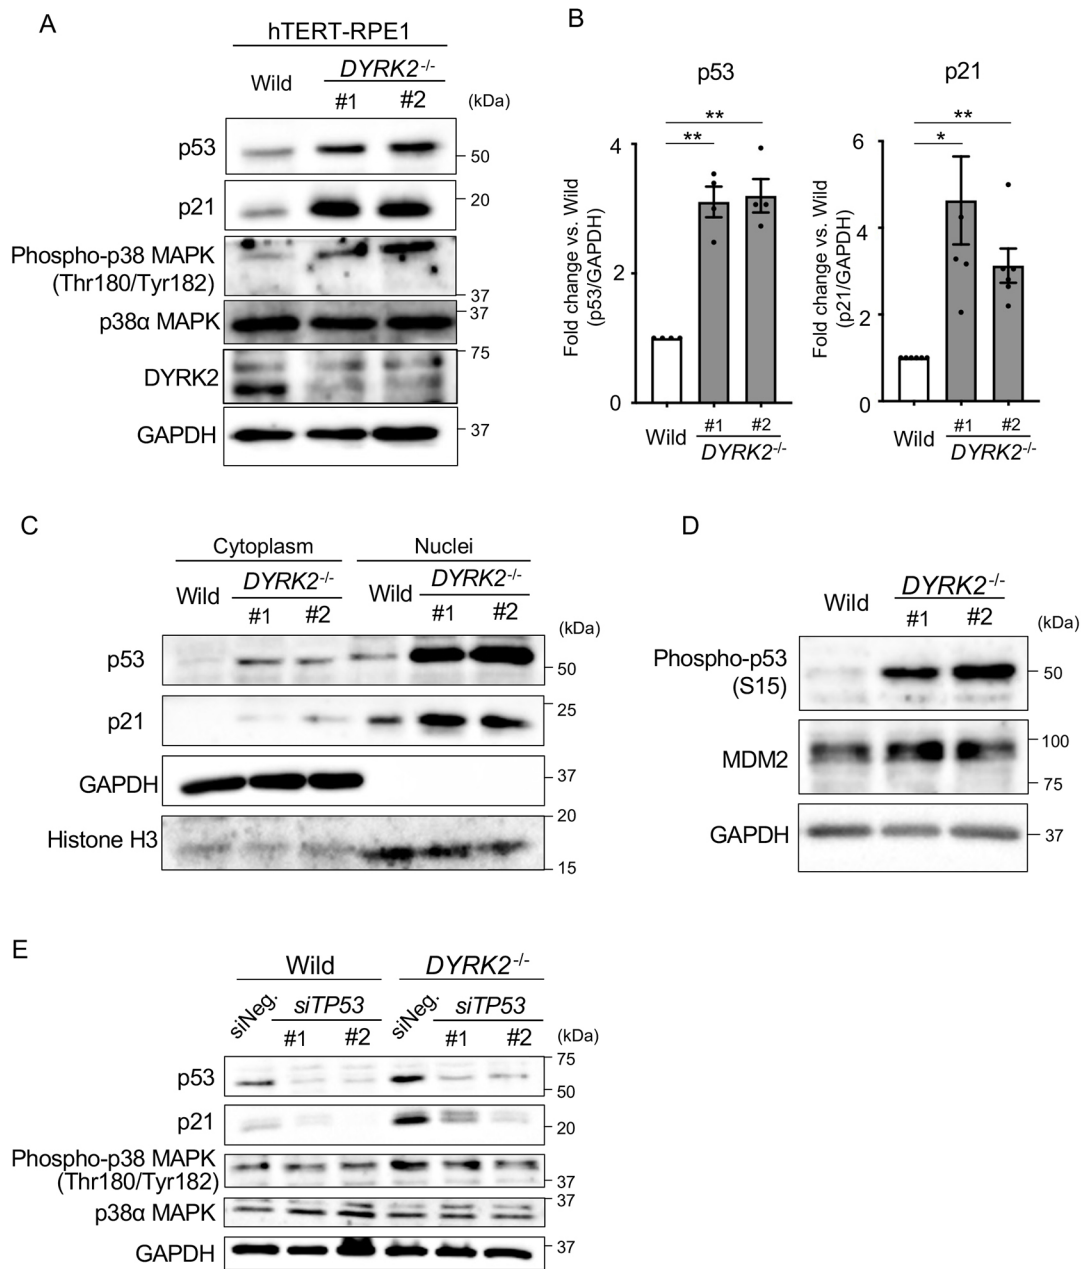 A
hTERT-RPE1
Wild
DYRK2-/-
#1 #2 (kDa)
p53
50
p21
20
Phospho-p38 MAPK
(Thr180/Tyr182)
37
p38α MAPK
37
DYRK2
75
GAPDH
37
B
p53
**
**
Fold change vs. Wild
(p53/GAPDH)
4
2
0
Wild
#1 #2
DYRK2-/-
p21
**
*
Fold change vs. Wild
(p21/GAPDH)
6
4
2
0
Wild
#1 #2
DYRK2-/-
C
Cytoplasm Nuclei
Wild DYRK2-/- Wild DYRK2-/-
#1 #2 #1 #2
(kDa)
p53
50
p21
25
GAPDH
37
Histone H3
20
15
D
Wild DYRK2-/-
#1 #2 (kDa)
Phospho-p53
(S15)
50
MDM2
100
75
GAPDH
37
E
Wild DYRK2-/-
siNeg. siTP53 siNeg. siTP53
#1 #2 #1 #2 (kDa)
p53
75
50
p21
20
Phospho-p38 MAPK
(Thr180/Tyr182)
37
p38α MAPK
37
GAPDH
37